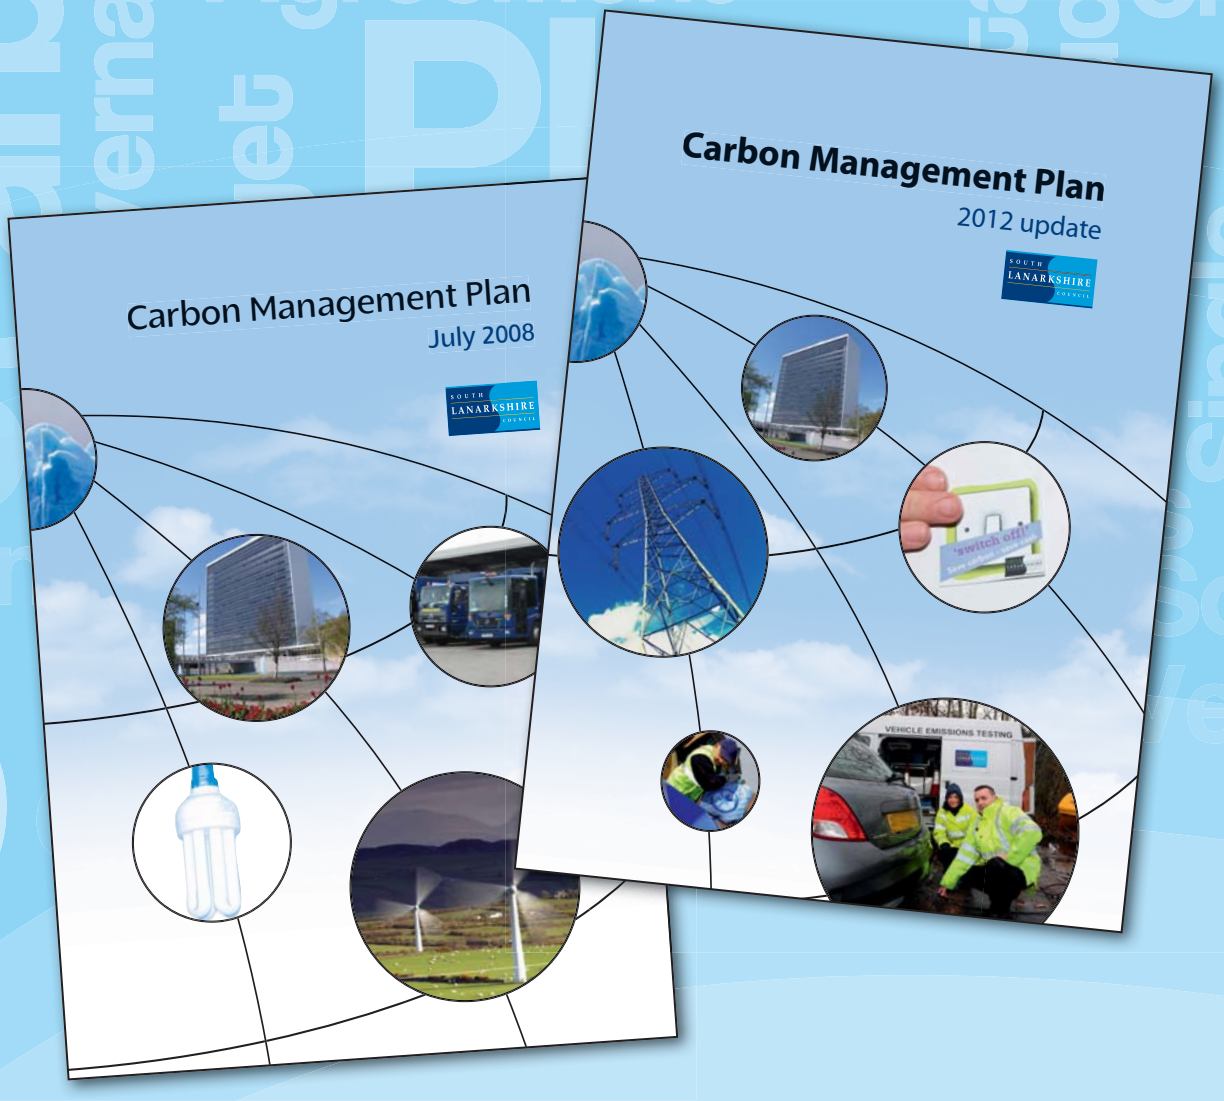 Carbon Management Plan
2012 update
SOUTH
LANARKSHIRE
COUNCIL
Carbon Management Plan
July 2008
SOUTH
LANARKSHIRE
COUNCIL
'switch off!'
VEHICLE EMISSIONS TESTING